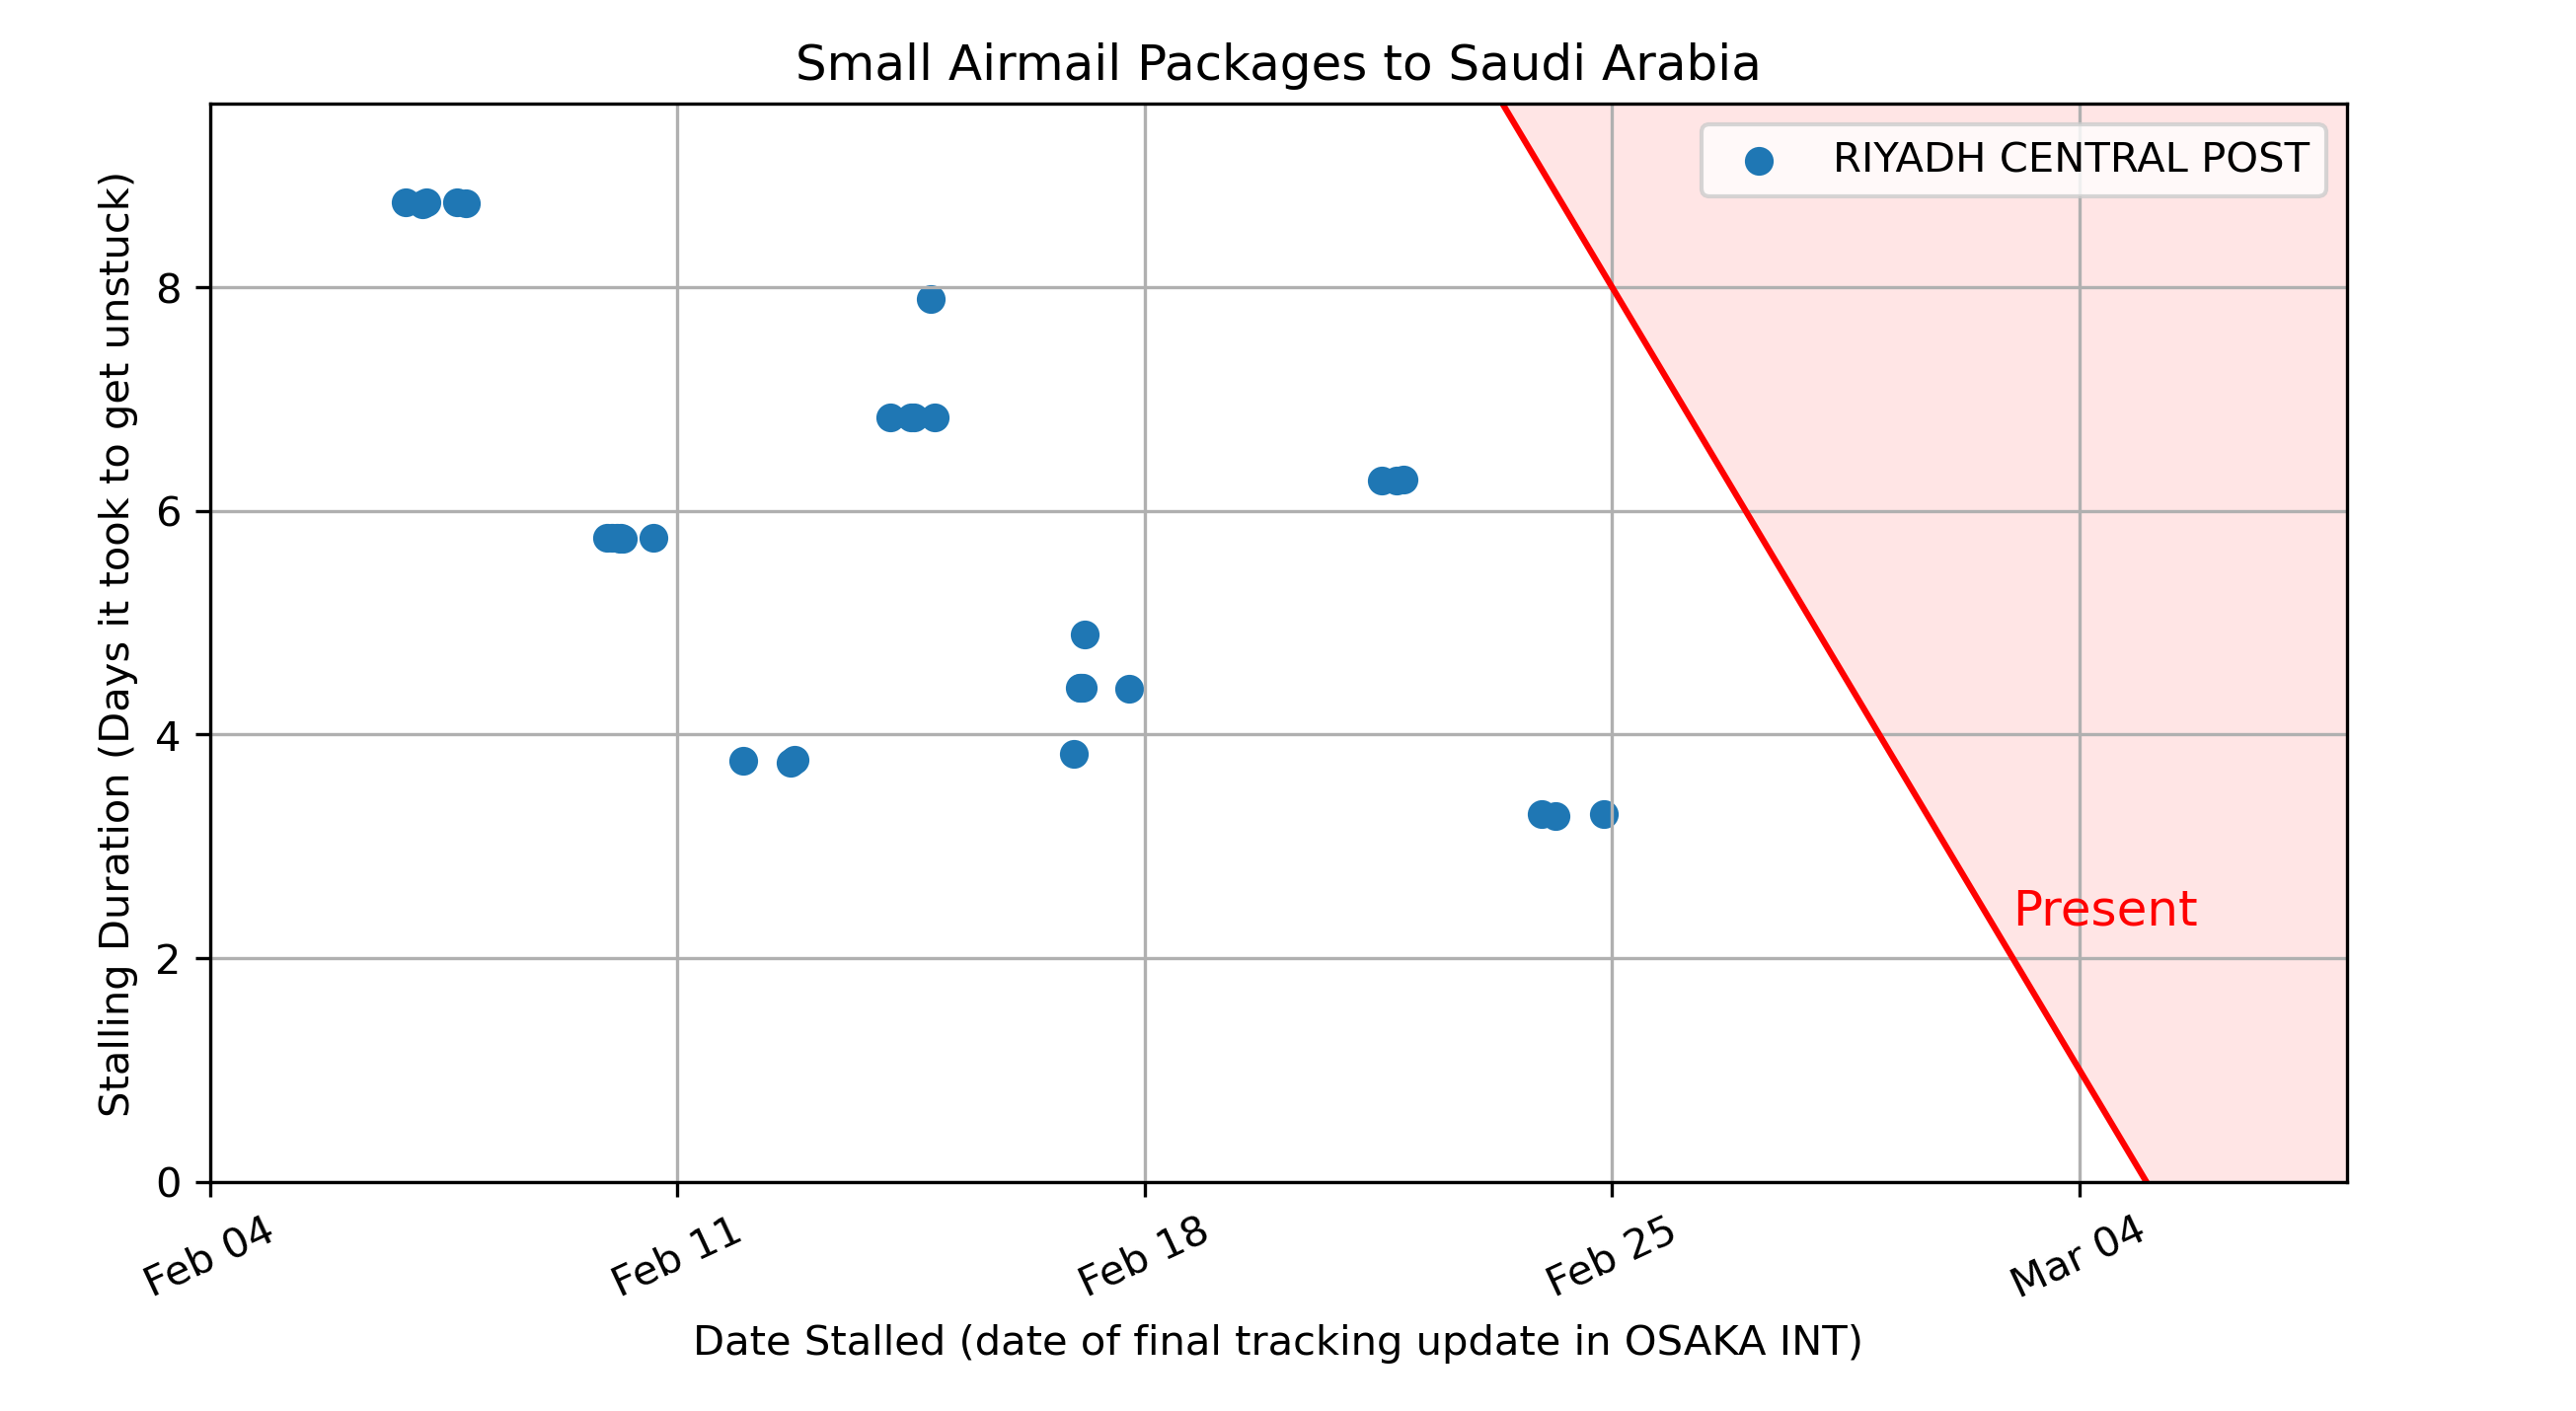 Small Airmail Packages to Saudi Arabia
RIYADH CENTRAL POST
Stalling Duration (Days it took to get unstuck)
8
6
4
2
0
Present
Feb 04
Feb 11
Feb 18
Feb 25
Mar 04
Date Stalled (date of final tracking update in OSAKA INT)